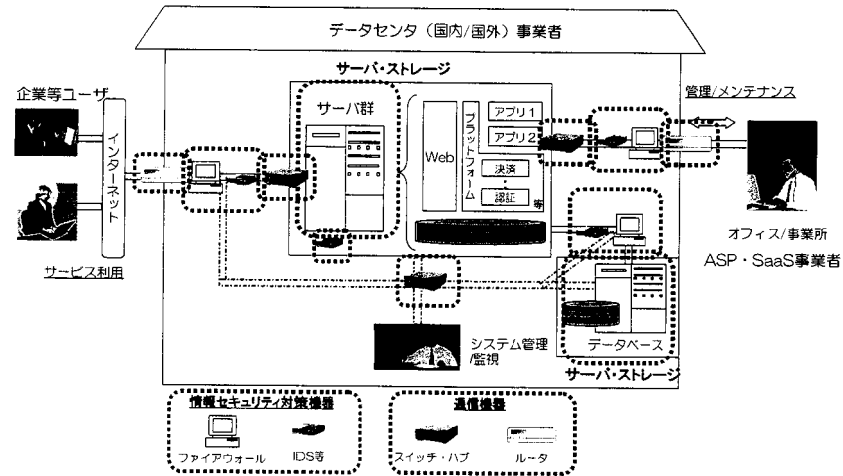 データセンタ（国内/国外）事業者
サーバ・ストレージ
企業等ユーザ
インターネット
サービス利用
サーバ群
Web
プラットフォーム
アプリ1
アプリ2
決済
認証
等
管理/メンテナンス
オフィス/事業所
ASP・SaaS事業者
システム管理
/監視
データベース
サーバ・ストレージ
情報セキュリティ対策機器
ファイアウォール
IDS等
通信機器
スイッチ・ハブ
ルータ